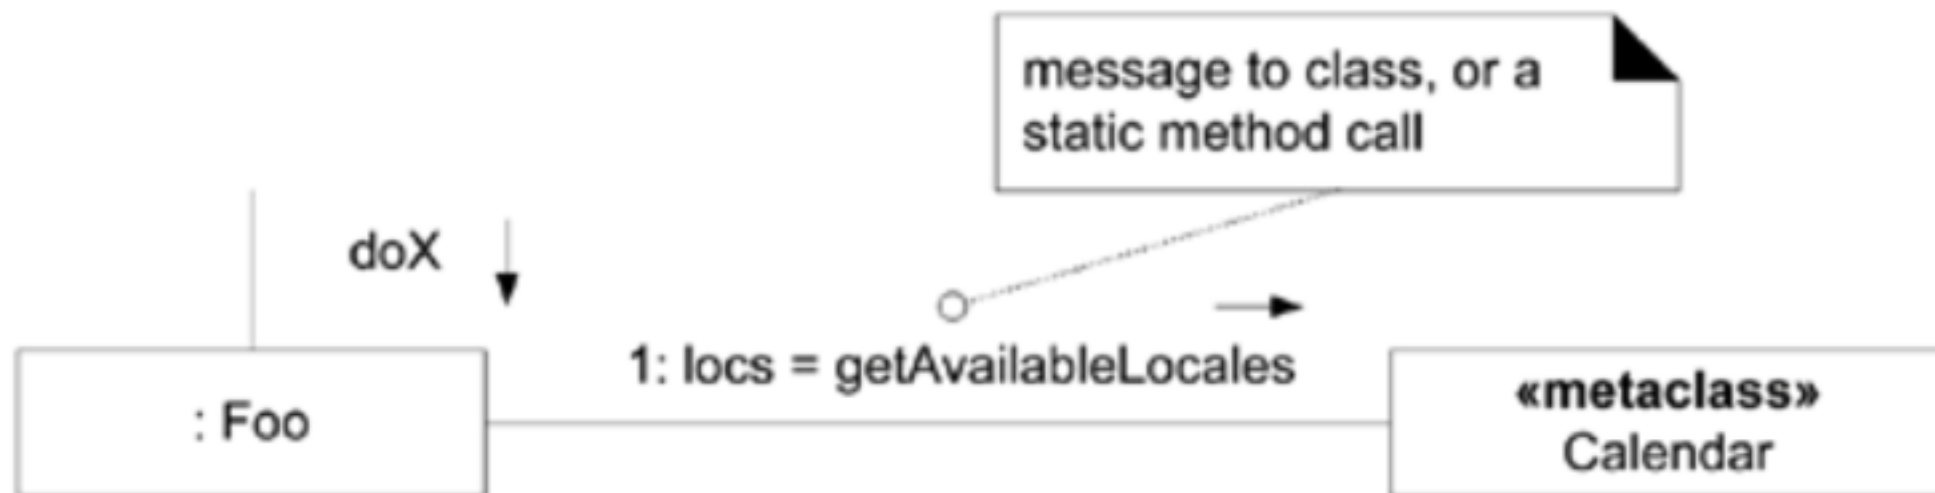 message to class, or a
static method call
doX
1: locs = getAvailableLocales
: Foo
«metaclass»
Calendar